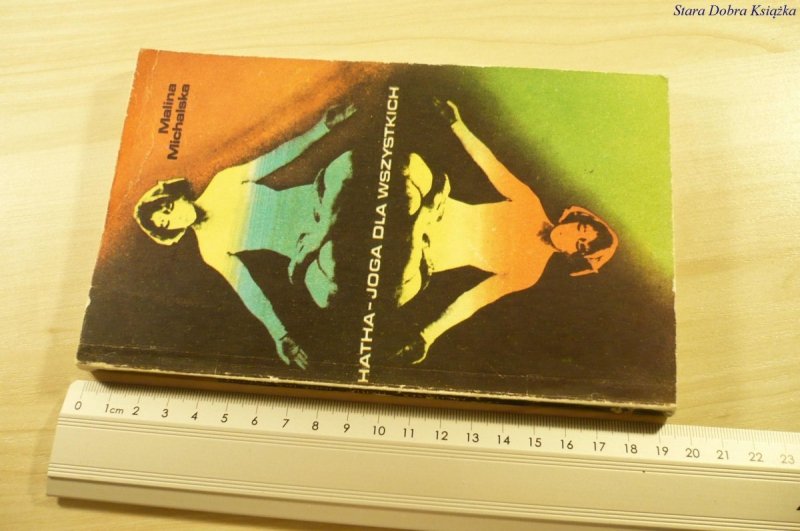 Stara Dobra Książka
Malina
Michalska
HATHA-JOGA DLA WSZYSTKICH
0 1cm 2 3 4 5 6 7 8 9 10 11 12 13 14 15 16 17 18 19 20 21 22 23